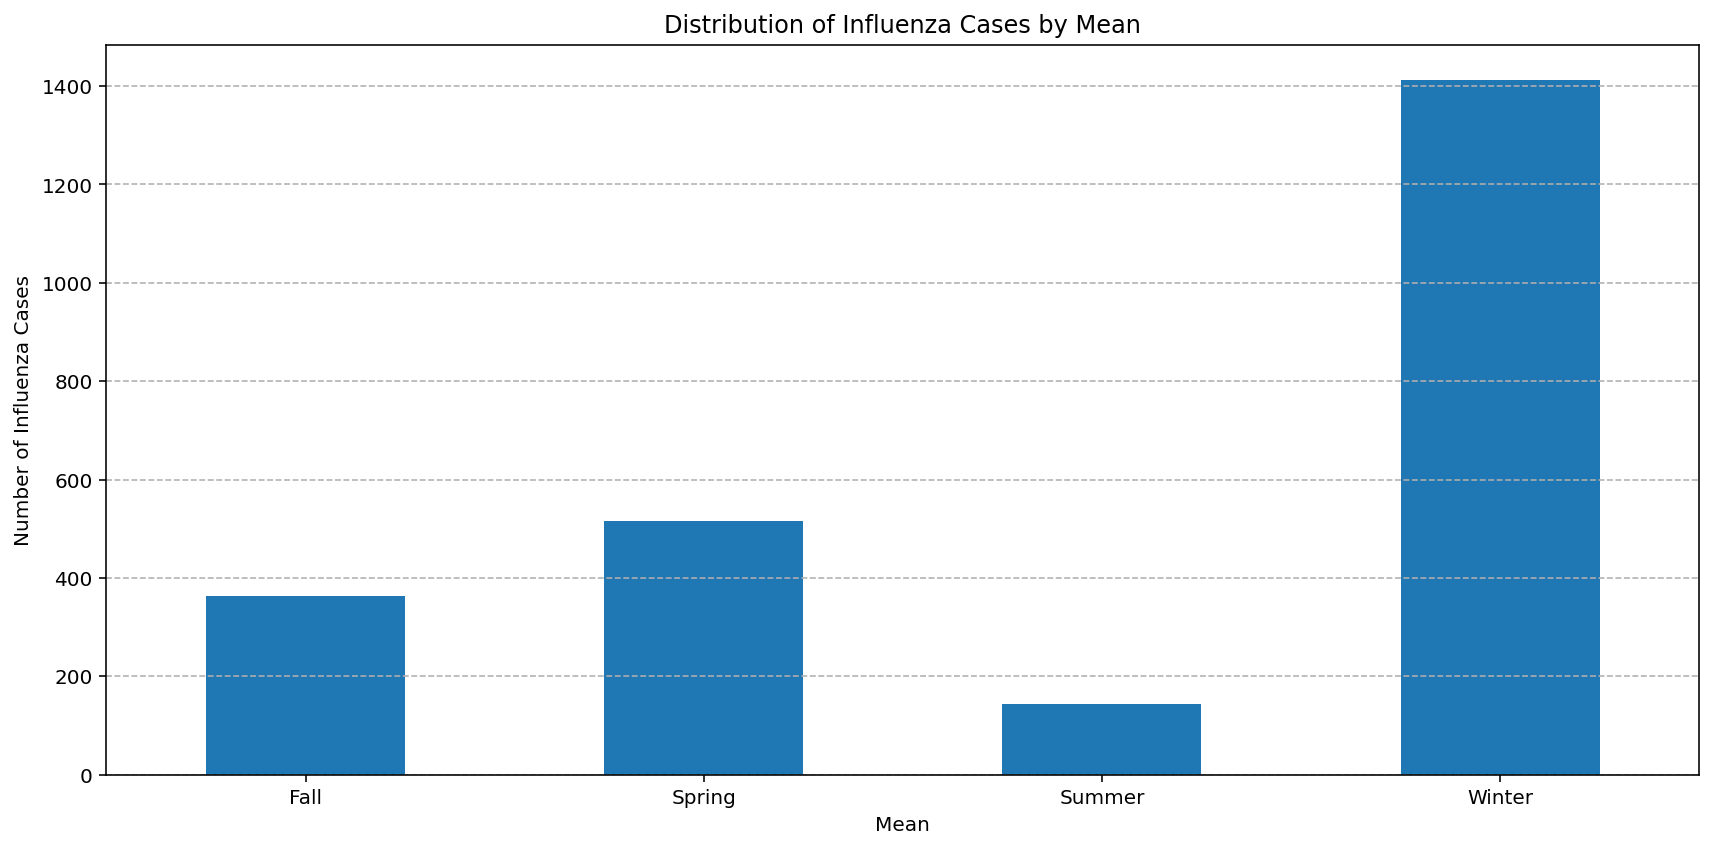 Distribution of Influenza Cases by Mean
Number of Influenza Cases
1400
1200
1000
800
600
400
200
0
Fall Spring Summer Winter
Mean